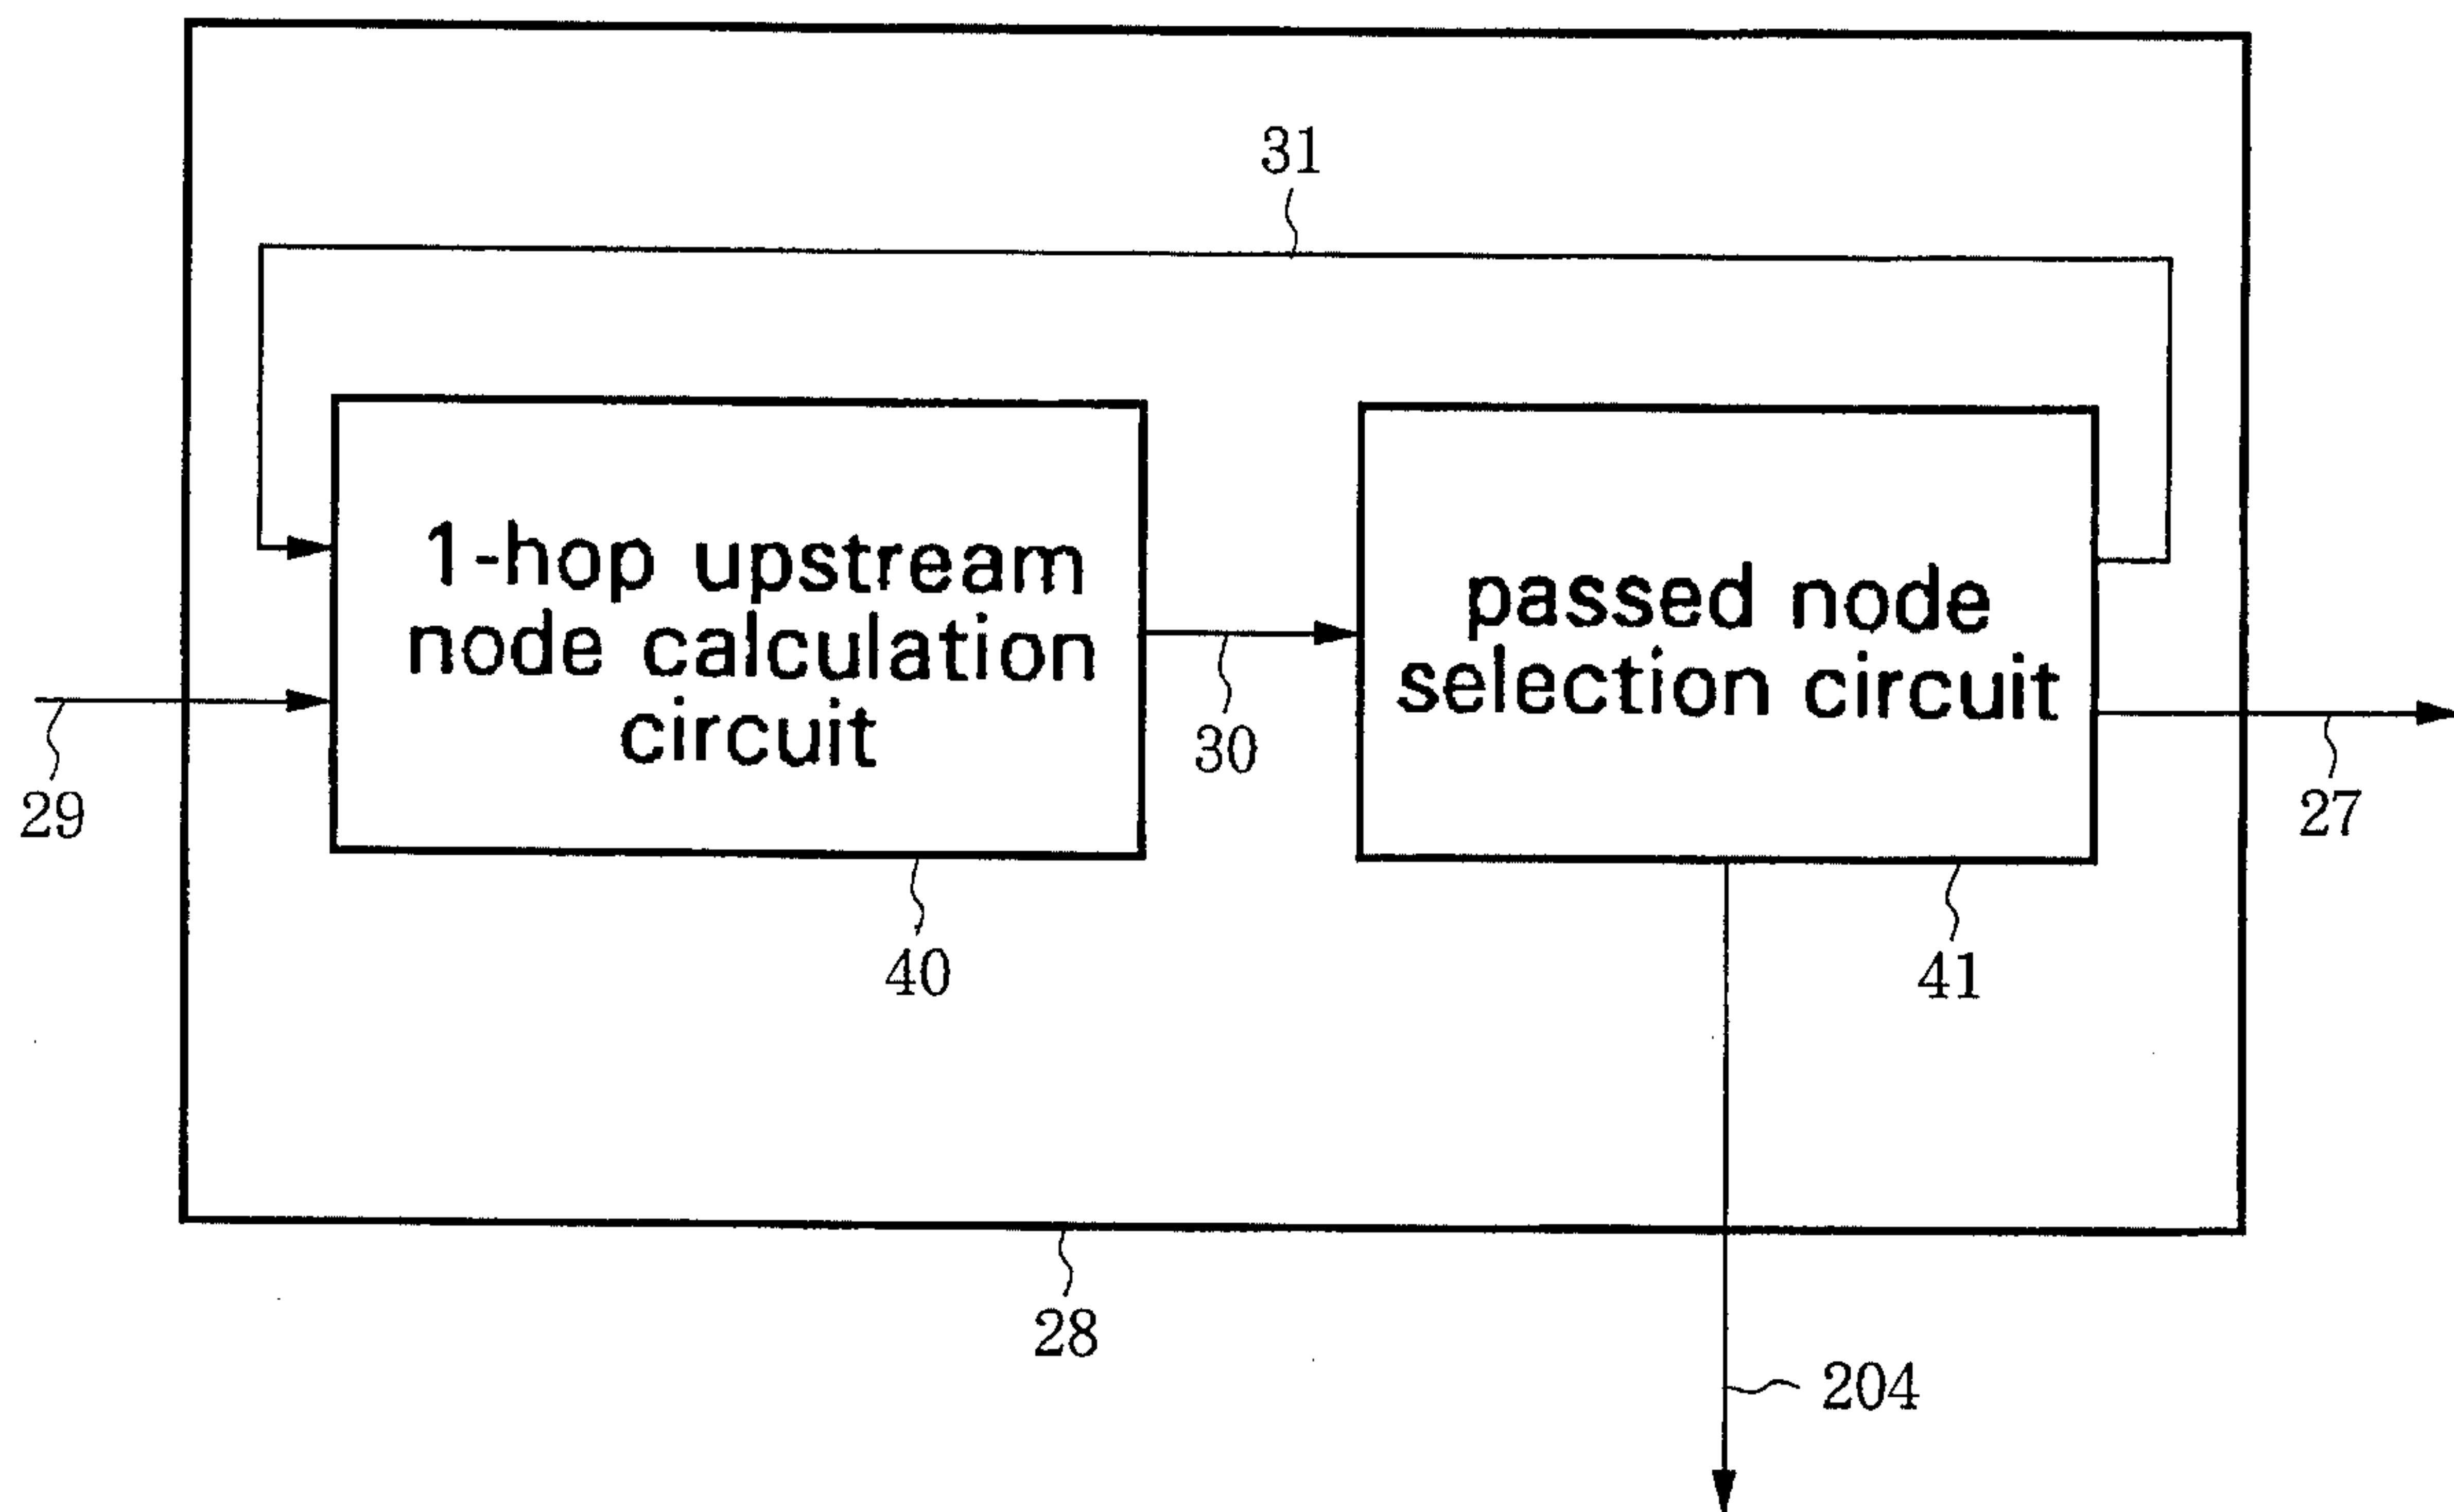 31
1-hop upstream
node calculation
circuit
passed node
selection circuit
29
30
27
40
41
28
204